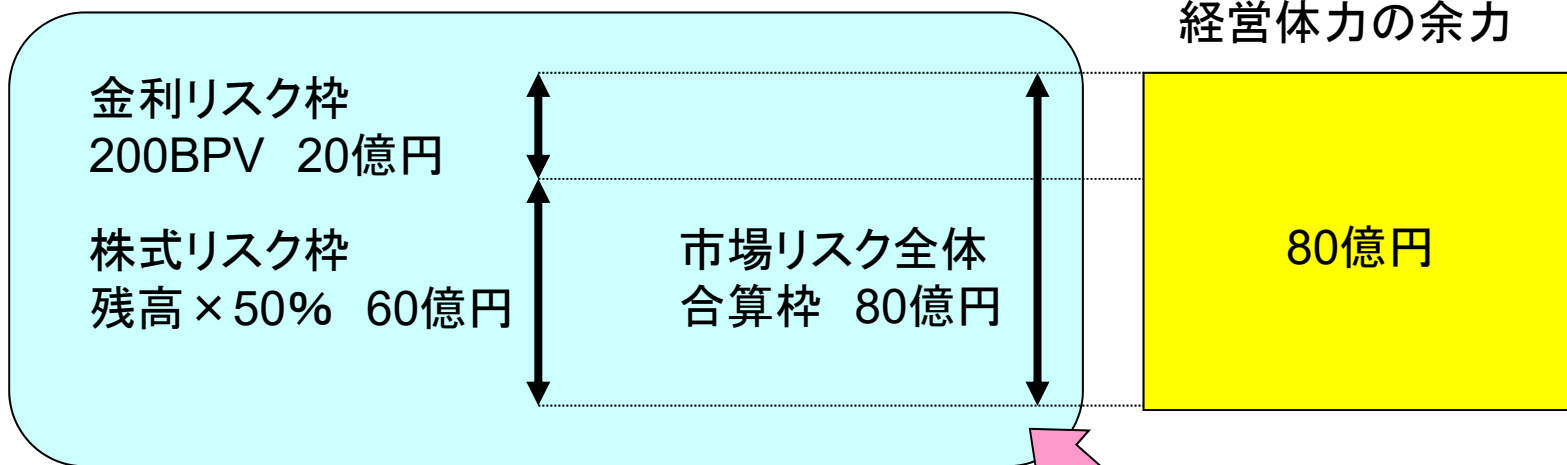 経営体力の余力
金利リスク枠
200BPV 20億円
株式リスク枠
残高×50% 60億円
市場リスク全体
合算枠 80億円
80億円